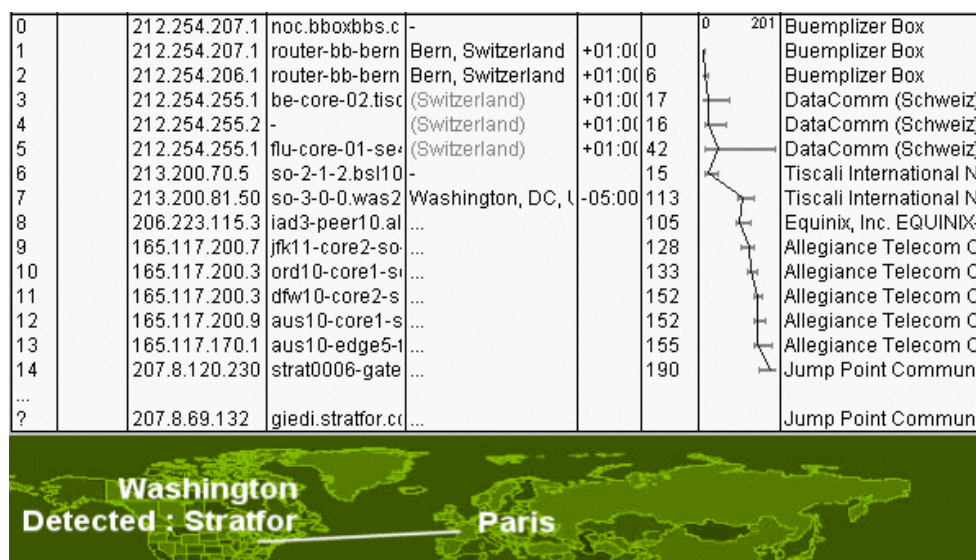 0 212.254.207.1 noc.bboxbbs.c - 0 201 Buemplizer Box
1 212.254.207.1 router-bb-bern Bern, Switzerland +01:0( 0 Buemplizer Box
2 212.254.206.1 router-bb-bern Bern, Switzerland +01:0( 6 Buemplizer Box
3 212.254.255.1 be-core-02.tisc (Switzerland) +01:0( 17 DataComm (Schweiz)
4 212.254.255.2 - (Switzerland) +01:0( 16 DataComm (Schweiz)
5 212.254.255.1 flu-core-01-se4 (Switzerland) +01:0( 42 DataComm (Schweiz)
6 213.200.70.5 so-2-1-2.bsl10 - 15 Tiscali International N
7 213.200.81.50 so-3-0-0.was2 Washington, DC, U -05:00 113 Tiscali International N
8 206.223.115.3 iad3-peer10.al ... 105 Equinix, Inc. EQUINIX-
9 165.117.200.7 jfk11-core2-so- ... 128 Allegiance Telecom C
10 165.117.200.3 ord10-core1-s ... 133 Allegiance Telecom C
11 165.117.200.3 dfw10-core2-s ... 152 Allegiance Telecom C
12 165.117.200.9 aus10-core1-s ... 152 Allegiance Telecom C
13 165.117.170.1 aus10-edge5-t ... 155 Allegiance Telecom C
14 207.8.120.230 strat0006-gate ... 190 Jump Point Commun
...
? 207.8.69.132 giedi.stratfor.co ... Jump Point Commun
Washington
Detected : Stratfor Paris